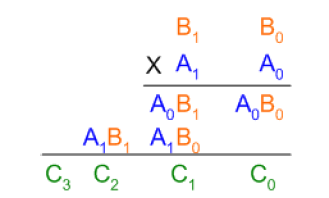 B₁ B₀
X A₁ A₀
A₀B₁ A₀B₀
A₁B₁ A₁B₀
C₃ C₂ C₁ C₀